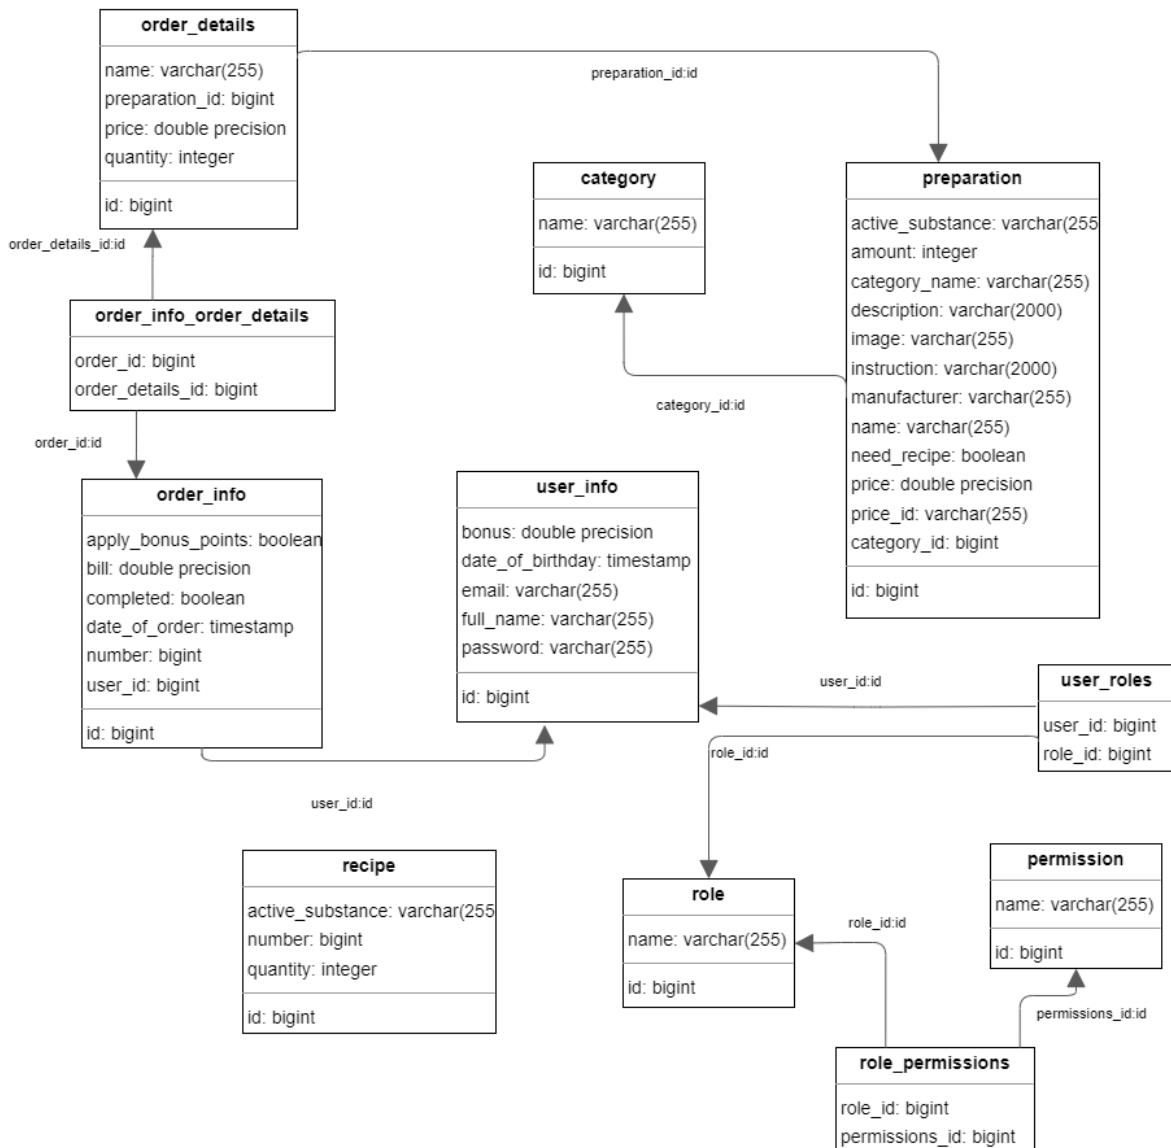 order_details
name: varchar(255)
preparation_id: bigint
price: double precision
quantity: integer
id: bigint
preparation_id:id
category
name: varchar(255)
id: bigint
preparation
active_substance: varchar(255
amount: integer
category_name: varchar(255)
description: varchar(2000)
image: varchar(255)
instruction: varchar(2000)
manufacturer: varchar(255)
name: varchar(255)
need_recipe: boolean
price: double precision
price_id: varchar(255)
category_id: bigint
id: bigint
order_details_id:id
order_info_order_details
order_id: bigint
order_details_id: bigint
category_id:id
order_id:id
order_info
apply_bonus_points: boolean
bill: double precision
completed: boolean
date_of_order: timestamp
number: bigint
user_id: bigint
id: bigint
user_info
bonus: double precision
date_of_birthday: timestamp
email: varchar(255)
full_name: varchar(255)
password: varchar(255)
id: bigint
user_id:id
user_roles
user_id: bigint
role_id: bigint
role_id:id
user_id:id
recipe
active_substance: varchar(255
number: bigint
quantity: integer
id: bigint
role
name: varchar(255)
id: bigint
role_id:id
permission
name: varchar(255)
id: bigint
permissions_id:id
role_permissions
role_id: bigint
permissions_id: bigint